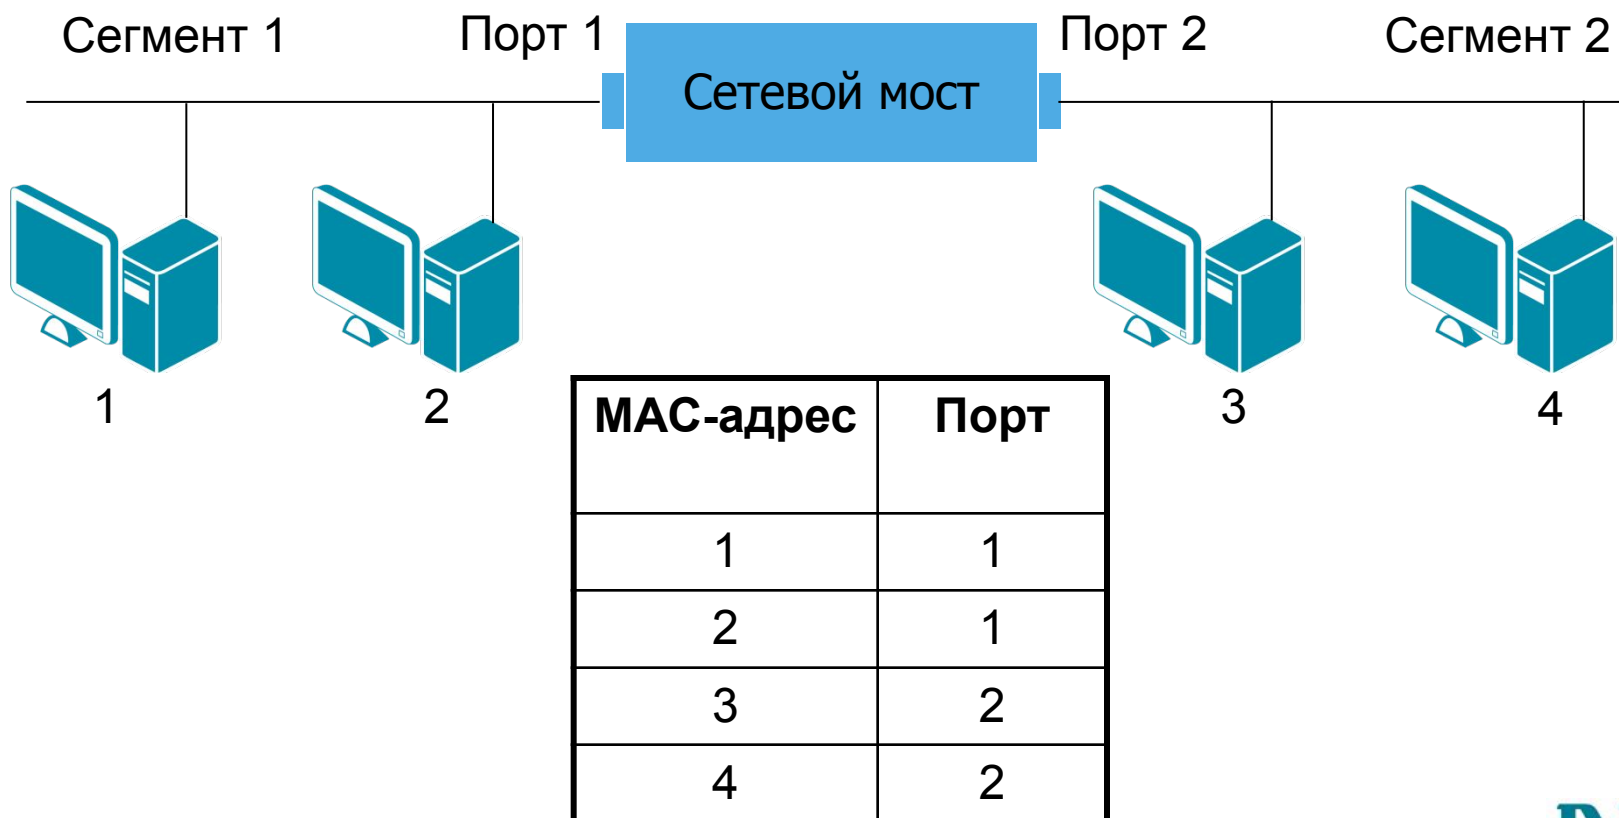 Сегмент 1
Порт 1
Сетевой мост
Порт 2
Сегмент 2
1
2
3
4
МАС-адрес Порт
1 1
2 1
3 2
4 2